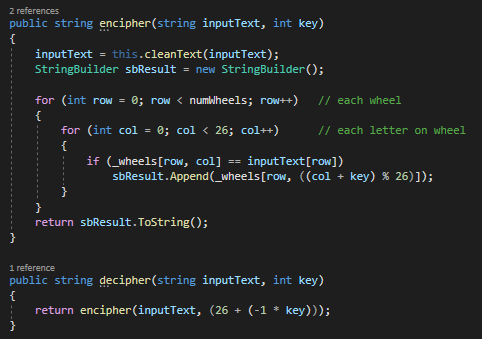 2 references
public string encipher(string inputText, int key)
{
inputText = this.cleanText(inputText);
StringBuilder sbResult = new StringBuilder();
for (int row = 0; row < numWheels; row++) // each wheel
{
for (int col = 0; col < 26; col++) // each letter on wheel
{
if (_wheels[row, col] == inputText[row])
sbResult.Append(_wheels[row, ((col + key) % 26)]);
}
}
return sbResult.ToString();
}
1 reference
public string decipher(string inputText, int key)
{
return encipher(inputText, (26 + (-1 * key)));
}